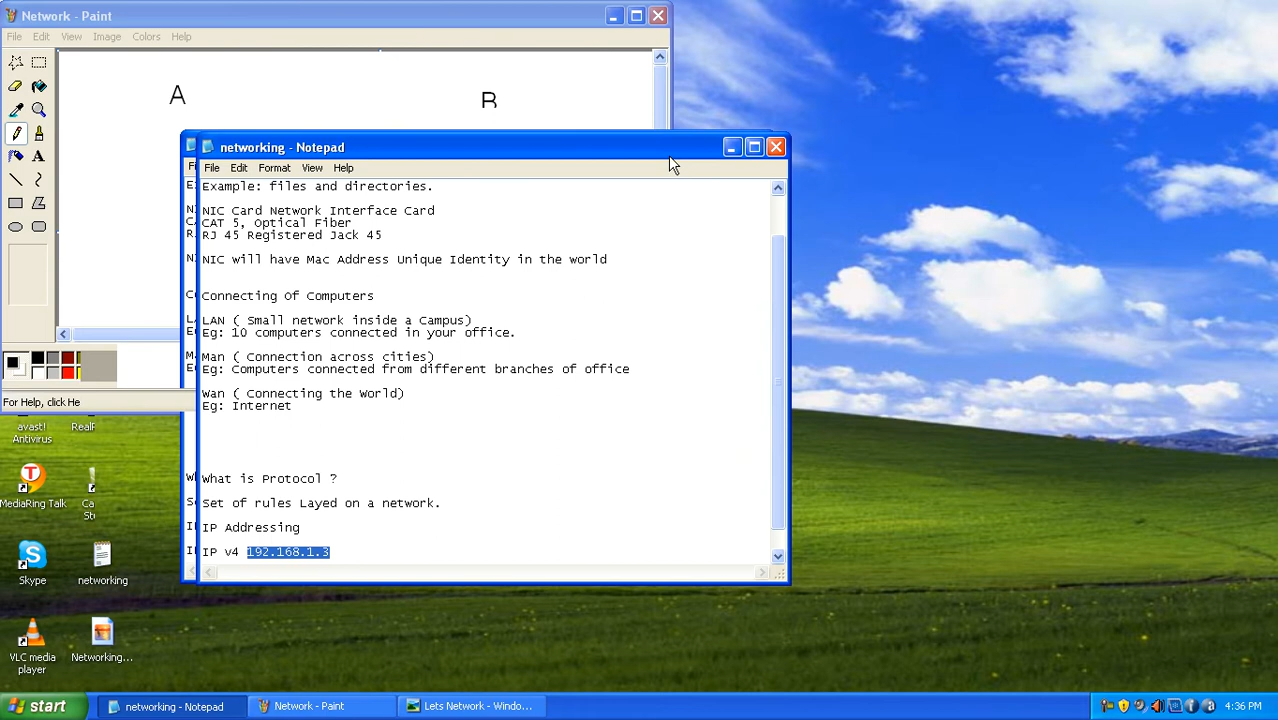 Network - Paint
File Edit View Image Colors Help
A B
networking - Notepad
File Edit Format View Help
Example: files and directories.
NIC Card Network Interface Card
CAT 5, Optical Fiber
RJ 45 Registered Jack 45
NIC will have Mac Address Unique Identity in the world
Connecting Of Computers
LAN ( Small network inside a Campus)
Eg: 10 computers connected in your office.
Man ( Connection across cities)
Eg: Computers connected from different branches of office
Wan ( Connecting the World)
Eg: Internet
What is Protocol ?
Set of rules Layed on a network.
IP Addressing
IP v4 192.168.1.3
For Help, click He
avast!
Antivirus
RealP
MediaRing Talk
Ca
Stu
Skype
networking
VLC media
player
Networking...
start
networking - Notepad
Network - Paint
Lets Network - Windo...
4:36 PM